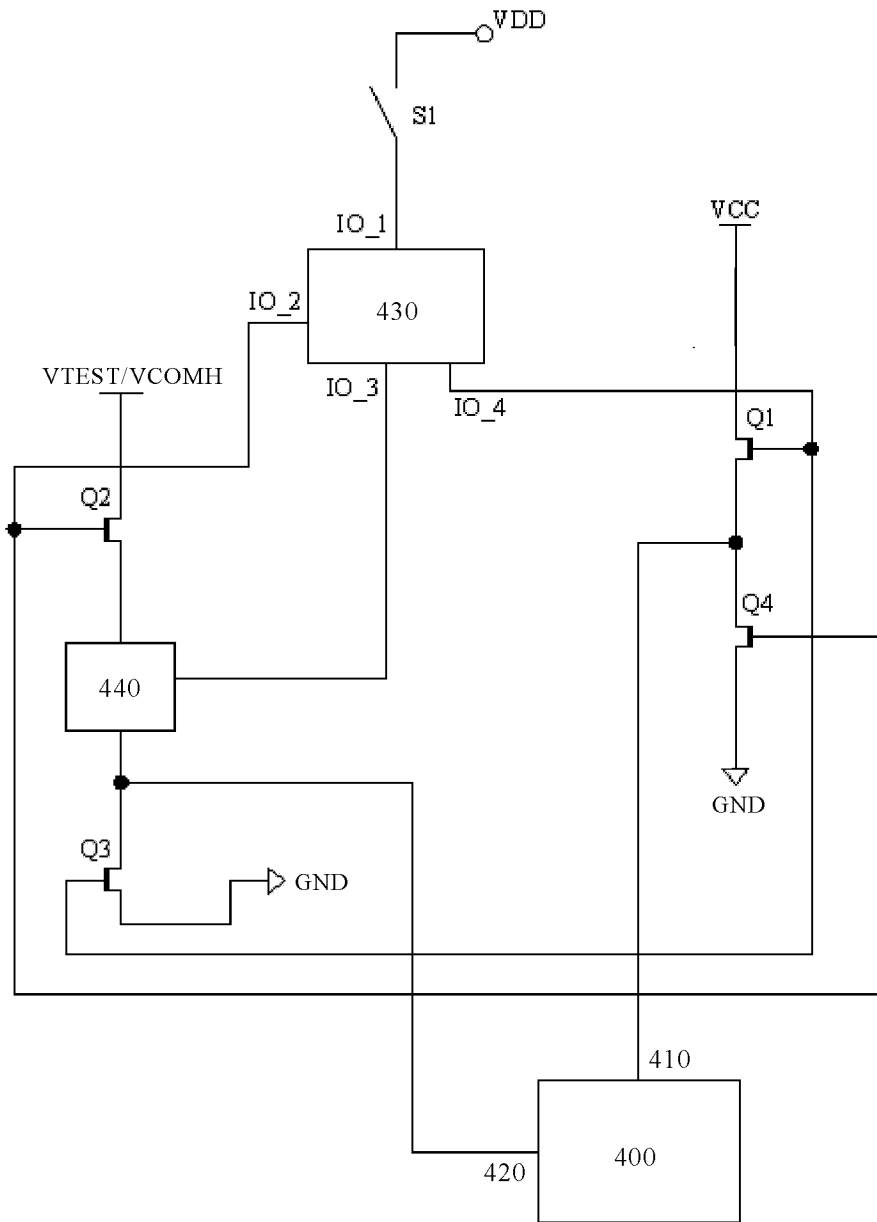 VDD
S1
IO_1
VCC
IO_2
430
VTEST/VCOMH
IO_3
IO_4
Q1
Q2
Q4
440
GND
Q3
GND
410
420
400